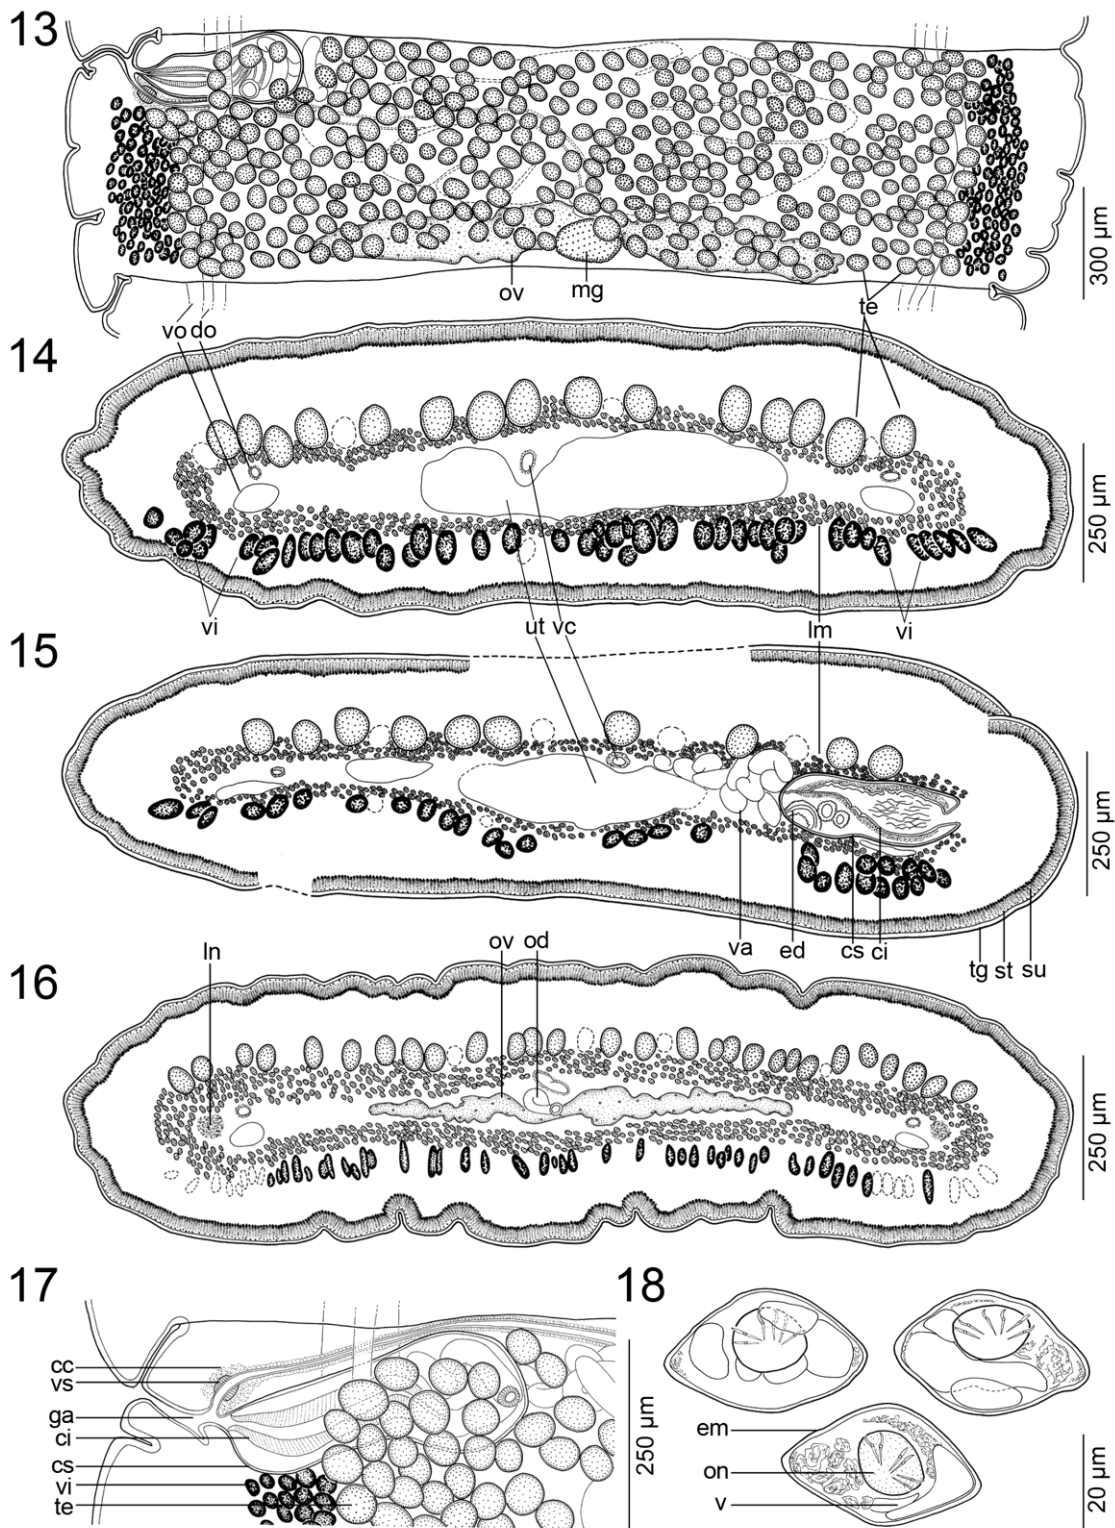 13
300 µm
ov
mg
te
vo do
14
250 µm
vi
ut vc
lm
vi
15
250 µm
va
ed
cs ci
tg st su
16
ln
ov
od
250 µm
17
cc
vs
ga
ci
cs
vi
te
250 µm
18
em
on
v
20 µm